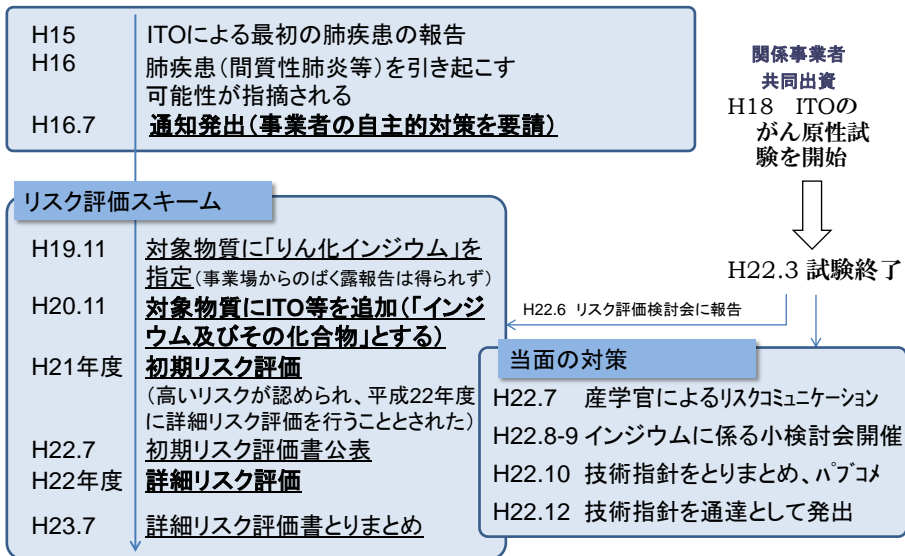 H15 ITOによる最初の肺疾患の報告
H16 肺疾患(間質性肺炎等)を引き起こす
可能性が指摘される
H16.7 通知発出(事業者の自主的対策を要請)
関係事業者
共同出資
H18 ITOの
がん原性試
験を開始
H22.3 試験終了
H22.6 リスク評価検討会に報告
リスク評価スキーム
H19.11 対象物質に「りん化インジウム」を
指定(事業場からのばく露報告は得られず)
H20.11 対象物質にITO等を追加(「インジ
ウム及びその化合物」とする)
H21年度 初期リスク評価
(高いリスクが認められ、平成22年度
に詳細リスク評価を行うこととされた)
H22.7 初期リスク評価書公表
H22年度 詳細リスク評価
H23.7 詳細リスク評価書とりまとめ
当面の対策
H22.7 産学官によるリスクコミュニケーション
H22.8-9 インジウムに係る小検討会開催
H22.10 技術指針をとりまとめ、パブコメ
H22.12 技術指針を通達として発出